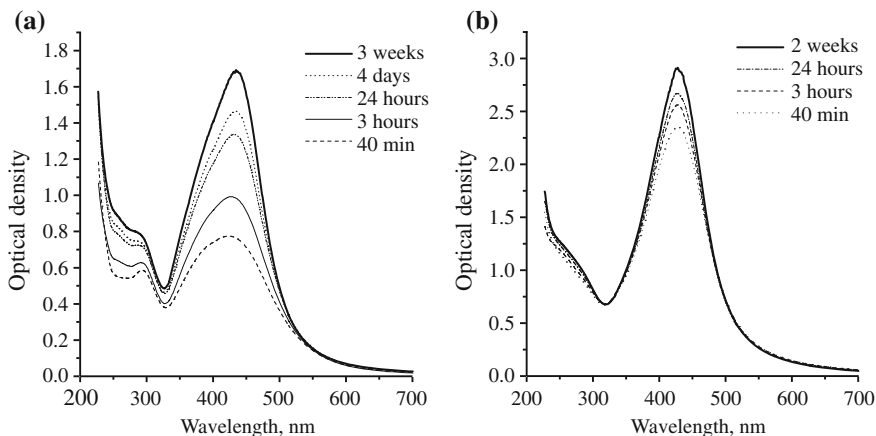 (a)
1.8
1.6
1.4
1.2
1.0
0.8
0.6
0.4
0.2
0.0
Optical density
3 weeks
4 days
24 hours
3 hours
40 min
200 300 400 500 600 700
Wavelength, nm
(b)
3.0
2.5
2.0
1.5
1.0
0.5
0.0
Optical density
2 weeks
24 hours
3 hours
40 min
200 300 400 500 600 700
Wavelength, nm